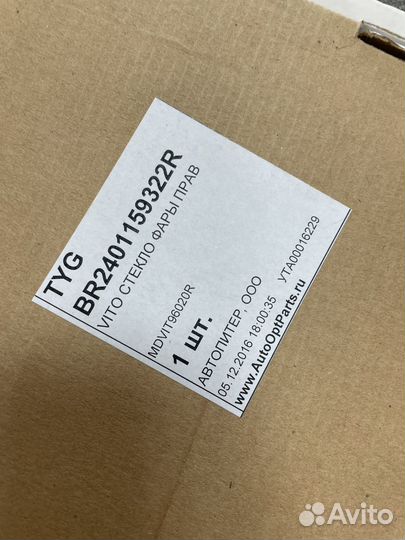 TYG
BR2401159322R
VITO СТЕКЛО ФАРЫ ПРАВ
MDVIT96020R
1 шт.
АВТОПИТЕР, ООО
05.12.2016 18:00:35 УТА00016229
www.AutoOptParts.ru
Avito